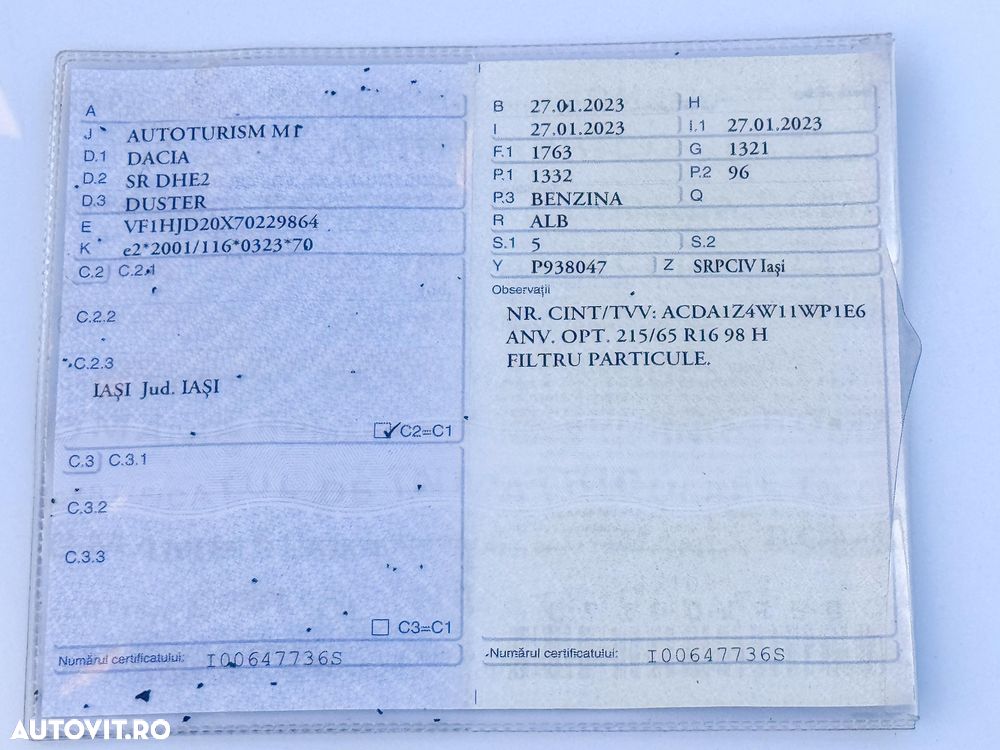 A
J AUTOTURISM M1
D.1 DACIA
D.2 SR DHE2
D.3 DUSTER
E VF1HJD20X70229864
K e2*2001/116*0323*70
C.2 C.2.1
C.2.2
C.2.3
IAȘI Jud. IAȘI
C2=C1
C.3 C.3.1
C.3.2
C.3.3
C3=C1
Numărul certificatului: I00647736S
B 27.01.2023 H
I 27.01.2023 I.1 27.01.2023
F.1 1763 G 1321
P.1 1332 P.2 96
P.3 BENZINA Q
R ALB
S.1 5 S.2
Y P938047 Z SRPCIV Iași
Observații
NR. CINT/TVV: ACDA1Z4W11WP1E6
ANV. OPT. 215/65 R16 98 H
FILTRU PARTICULE.
Numărul certificatului: I00647736S
AUTOVIT.RO